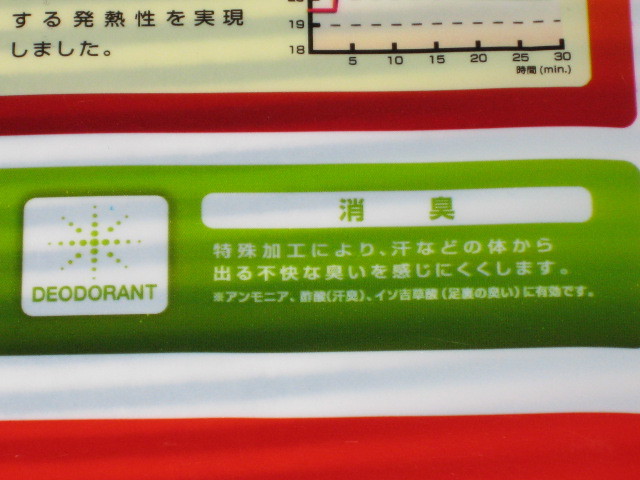 する発熱性を実現
しました。
19
18
5 10 15 20 25 30
時間(min.)
消 臭
DEODORANT
特殊加工により、汗などの体から
出る不快な臭いを感じにくくします。
※アンモニア、酢酸(汗臭)、イソ吉草酸(足裏の臭い)に有効です。